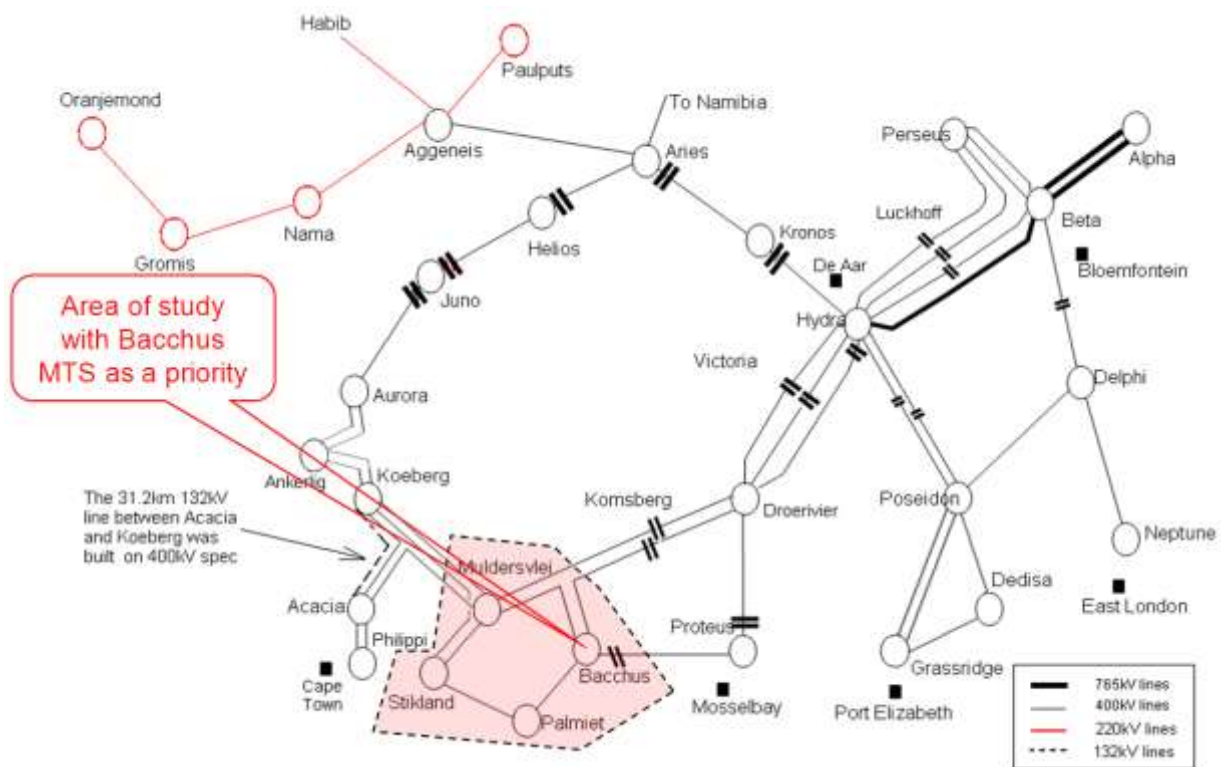 Habib
Paulputs
Oranjemond
To Namibia
Perseus
Alpha
Aggeneis
Aries
Luckhoff
Beta
Nama
Helios
Kronos
De Aar
Bloemfontein
Gromis
Juno
Hydra
Area of study
with Bacchus
MTS as a priority
Victoria
Delphi
Aurora
Koeberg
Ankerlig
The 31.2km 132kV
line between Acacia
and Koeberg was
built on 400kV spec
Komsberg
Droerivier
Poseidon
Neptune
Muldersvlei
Dedisa
Acacia
East London
Philippi
Proteus
Cape
Town
Stikland
Bacchus
Grassridge
Palmiet
Mosselbay
Port Elizabeth
765kV lines
400kV lines
220kV lines
132kV lines